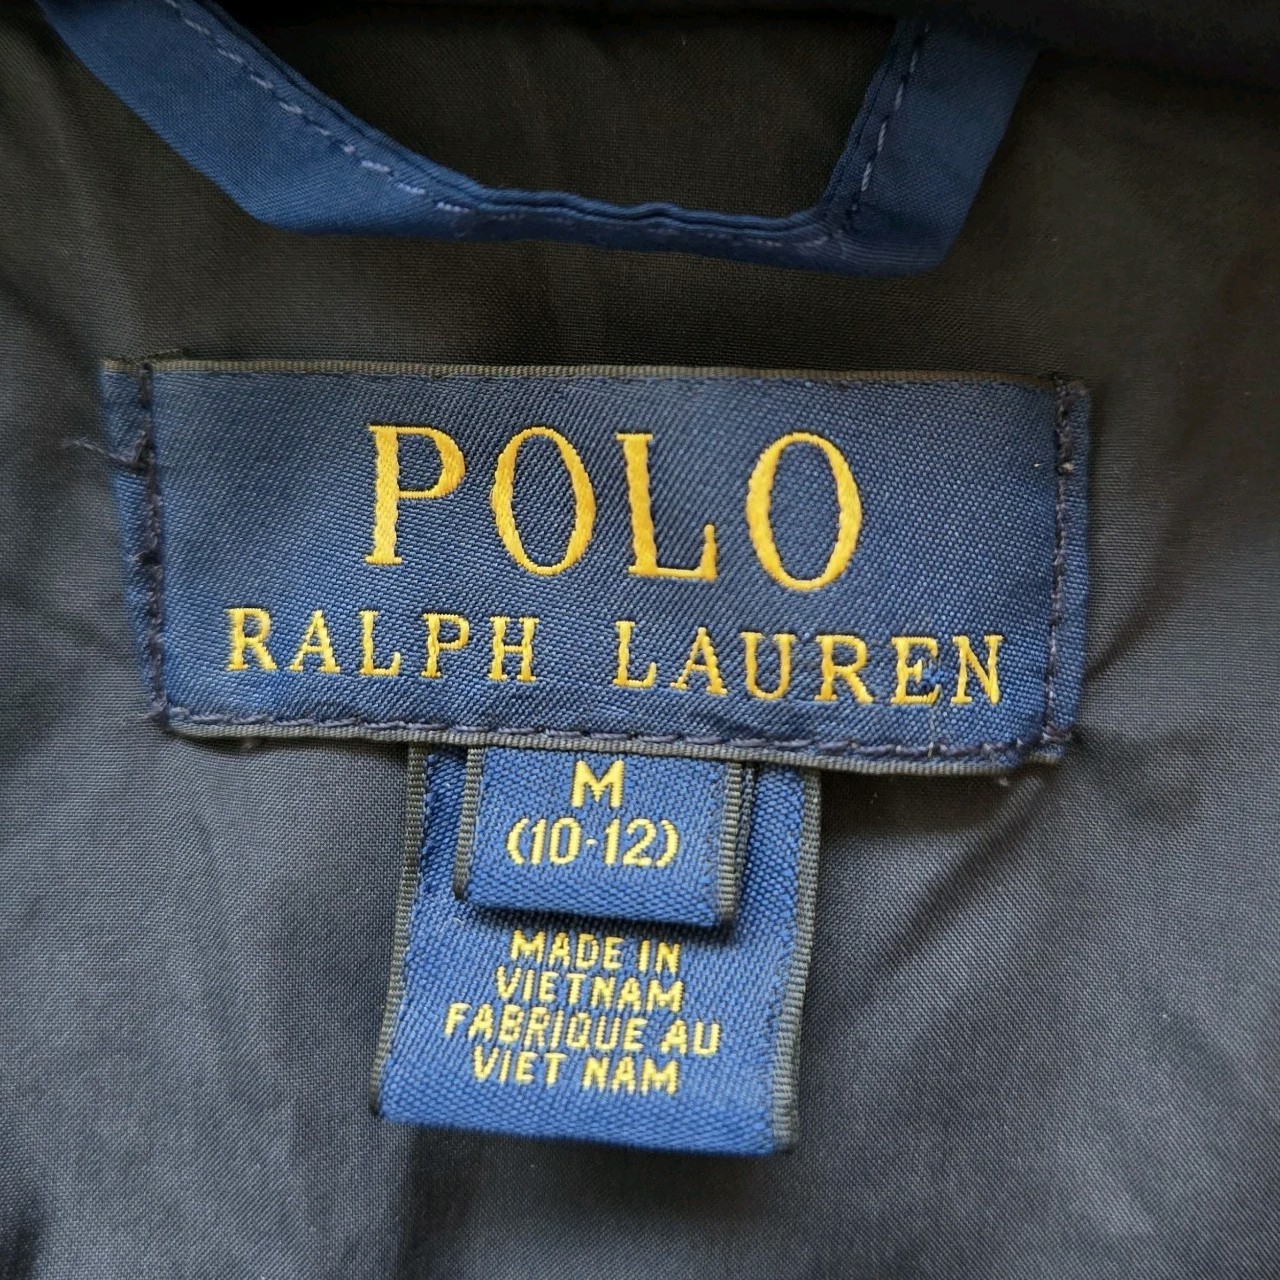 POLO
RALPH LAUREN
M
(10-12)
MADE IN
VIETNAM
FABRIQUE AU
VIET NAM